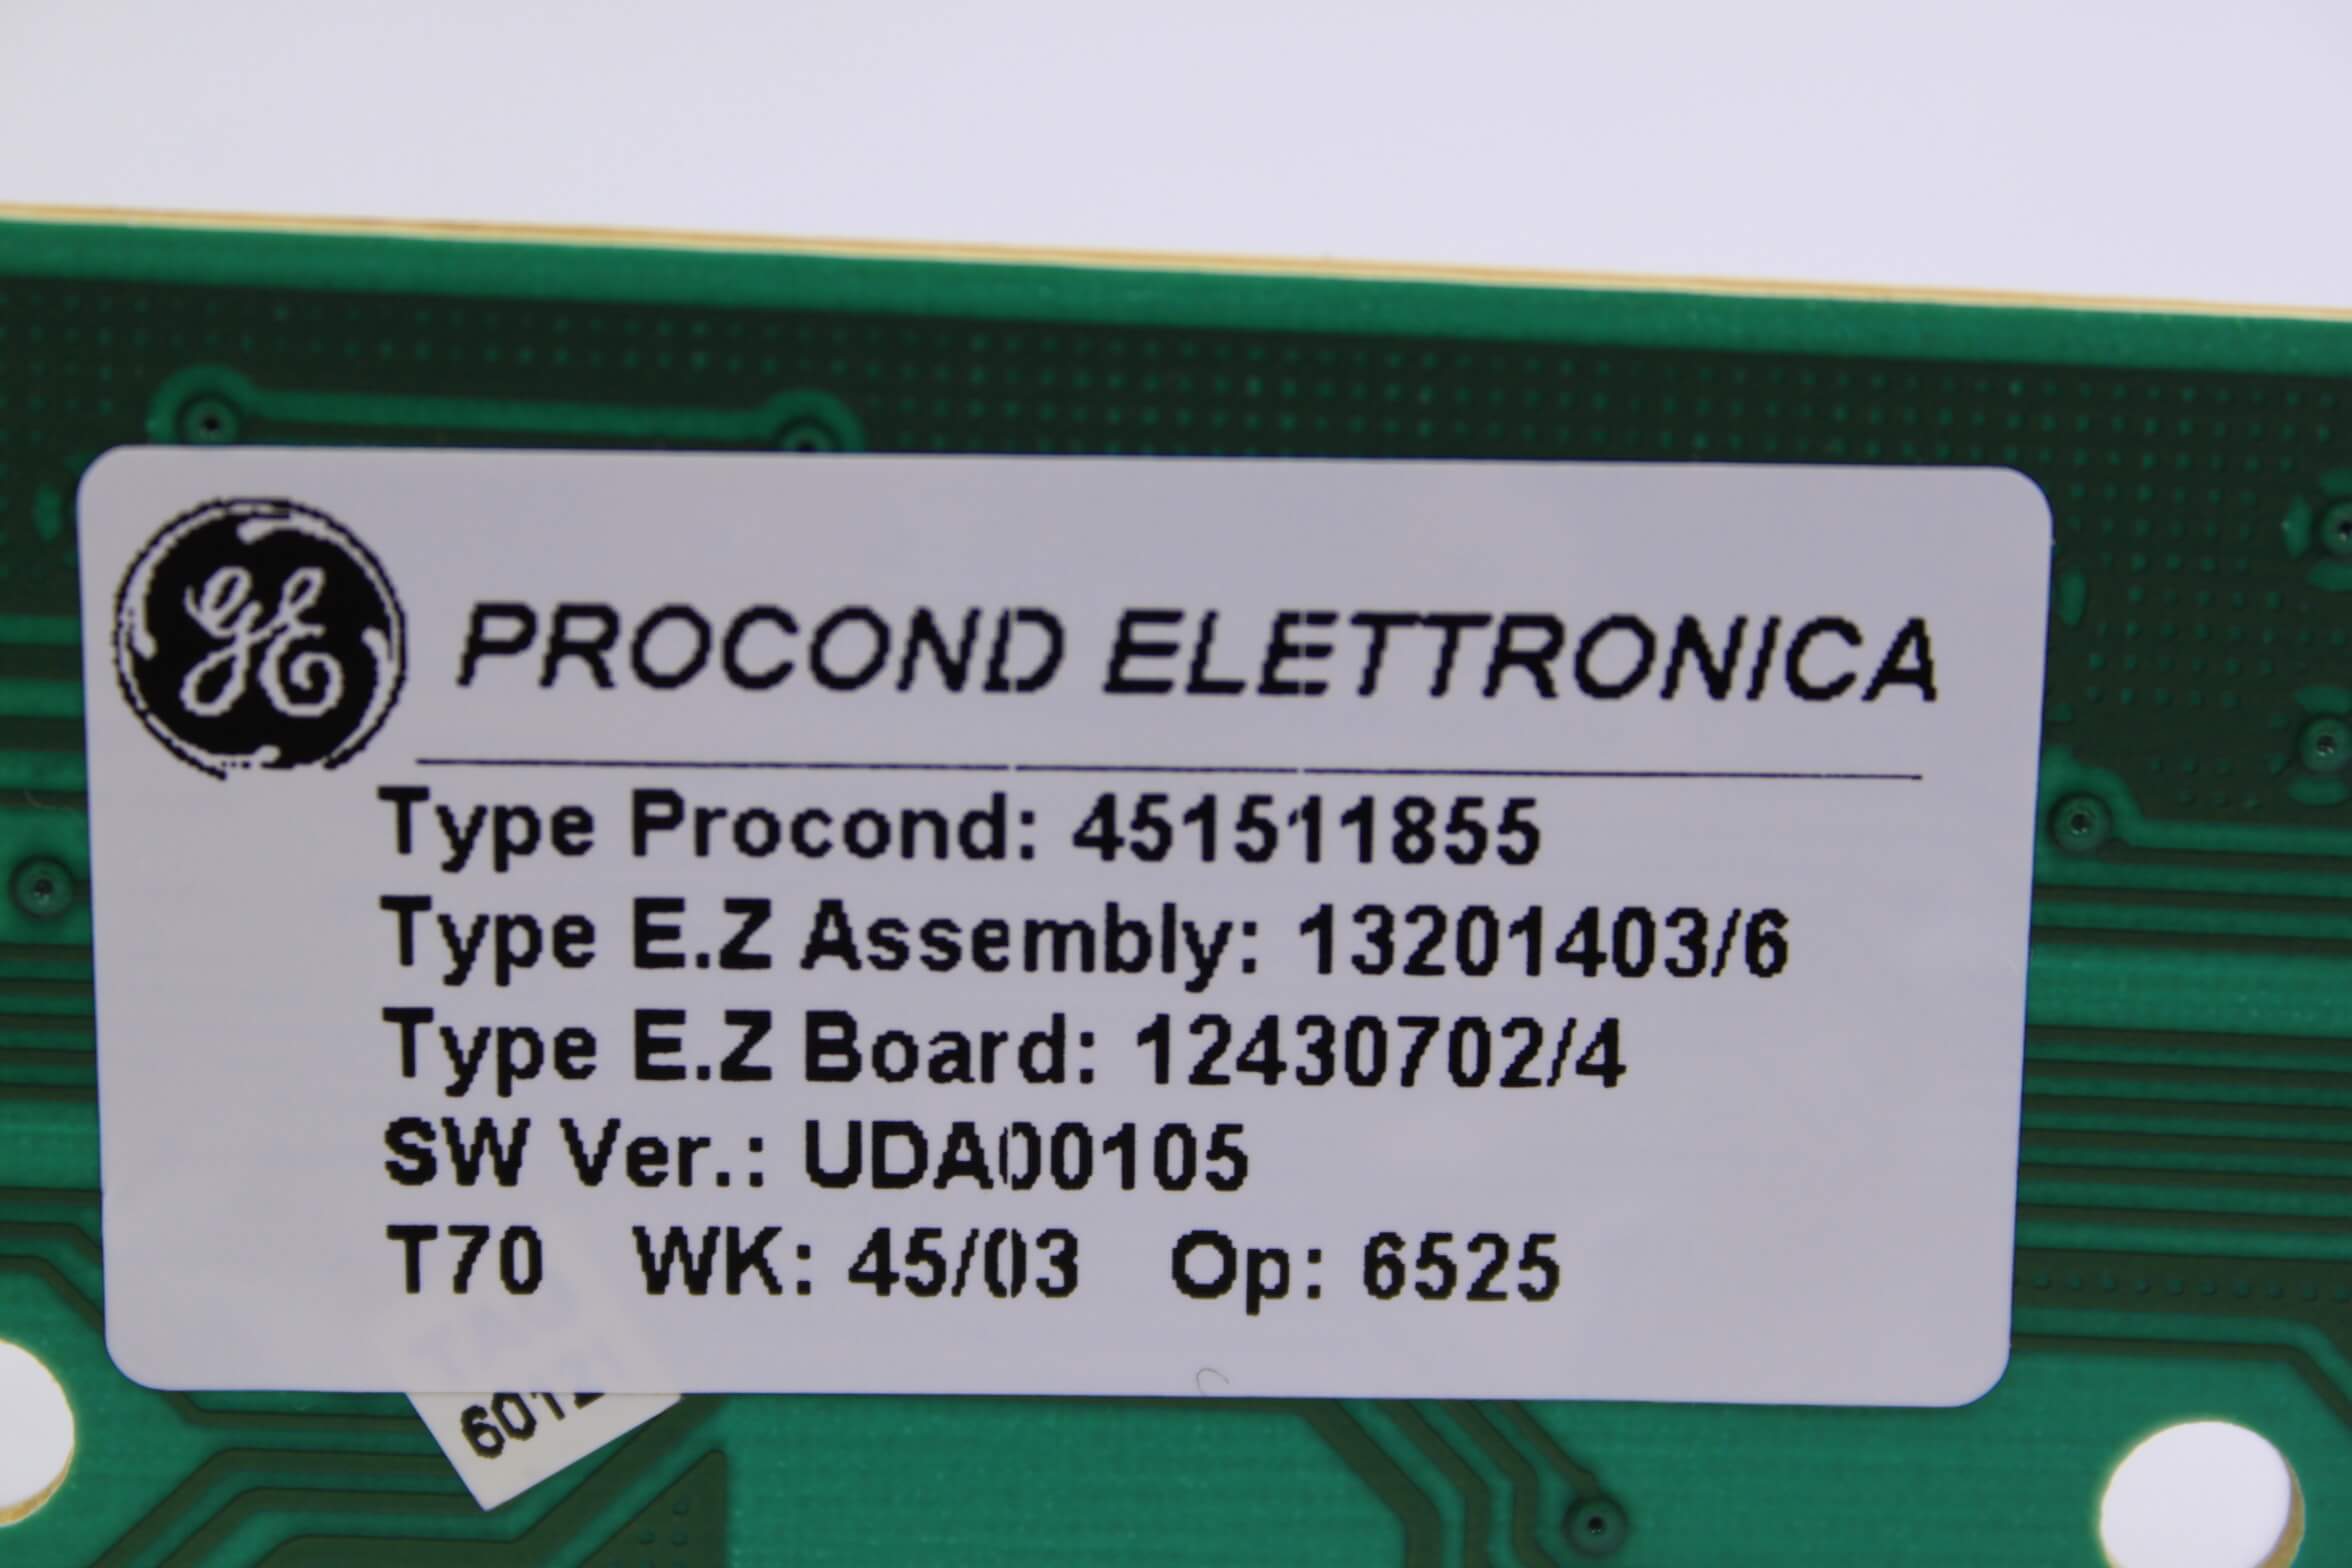 GE
PROCOND ELETTRONICA
Type Procond: 451511855
Type E.Z Assembly: 13201403/6
Type E.Z Board: 12430702/4
SW Ver.: UDA00105
T70 WK: 45/03 Op: 6525